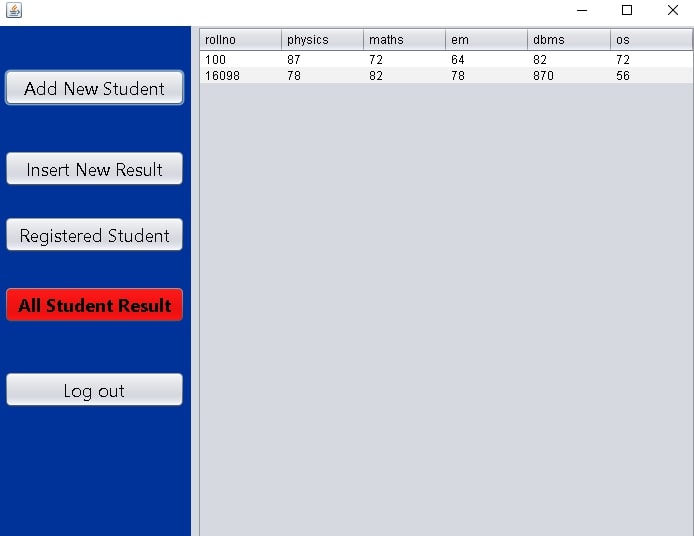 Add New Student
Insert New Result
Registered Student
All Student Result
Log out
rollno physics maths em dbms os
100 87 72 64 82 72
16098 78 82 78 870 56